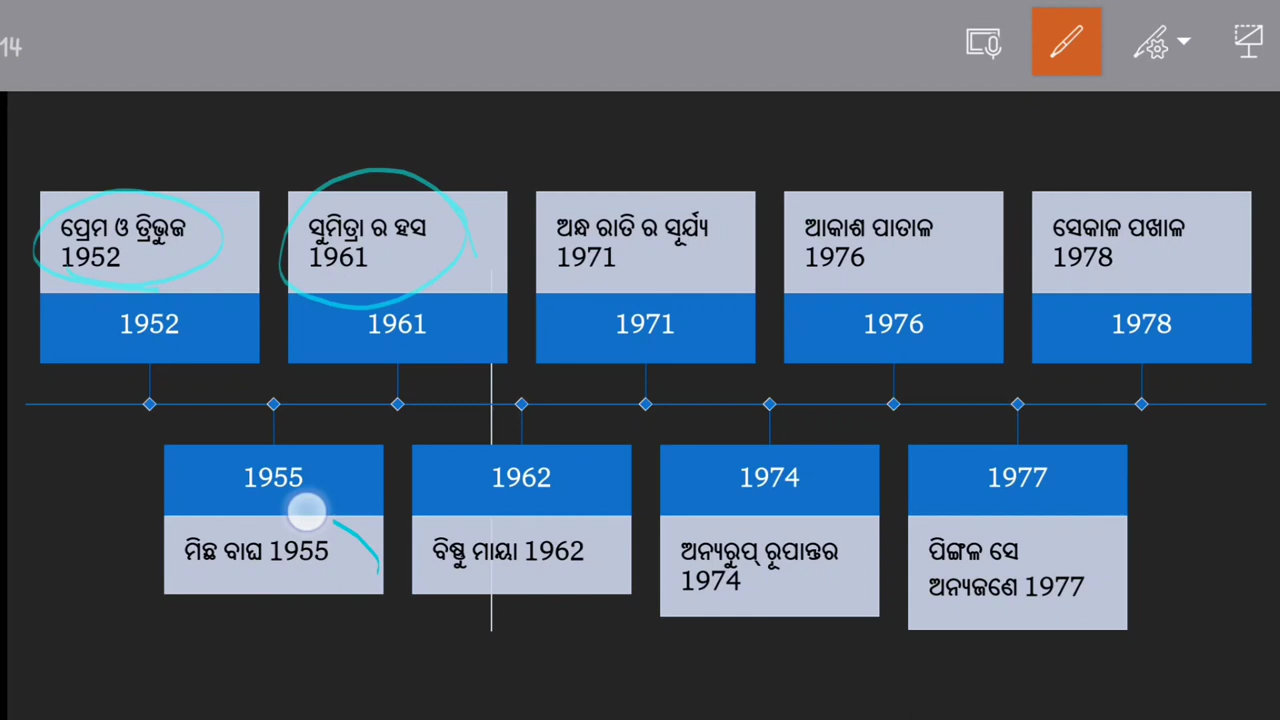 14
ପ୍ରେମ ଓ ତ୍ରିଭୁଜ
1952
1952
ସୁମିତ୍ରା ର ହସ
1961
1961
ଅନ୍ଧ ରାତି ର ସୂର୍ଯ୍ୟ
1971
1971
ଆକାଶ ପାତାଳ
1976
1976
ସେକାଳ ପଖାଳ
1978
1978
1955
ମିଛ ବାଘ 1955
1962
ବିଷ୍ଣୁ ମାୟା 1962
1974
ଅନ୍ୟରୁପ୍ ରୂପାନ୍ତର
1974
1977
ପିଙ୍ଗଳ ସେ
ଅନ୍ୟଜଣେ 1977